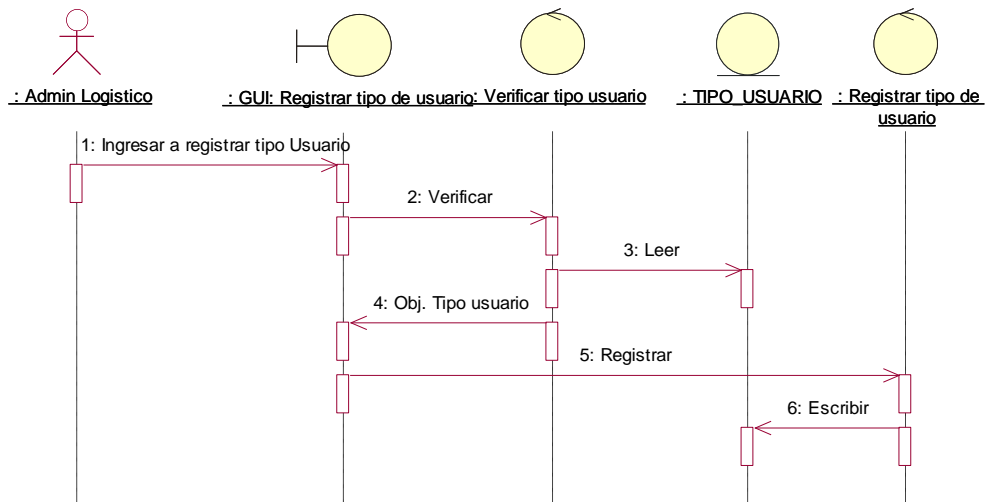 : Admin Logistico
: GUI: Registrar tipo de usuario
: Verificar tipo usuario
: TIPO_USUARIO
: Registrar tipo de
usuario
1: Ingresar a registrar tipo Usuario
2: Verificar
3: Leer
4: Obj. Tipo usuario
5: Registrar
6: Escribir